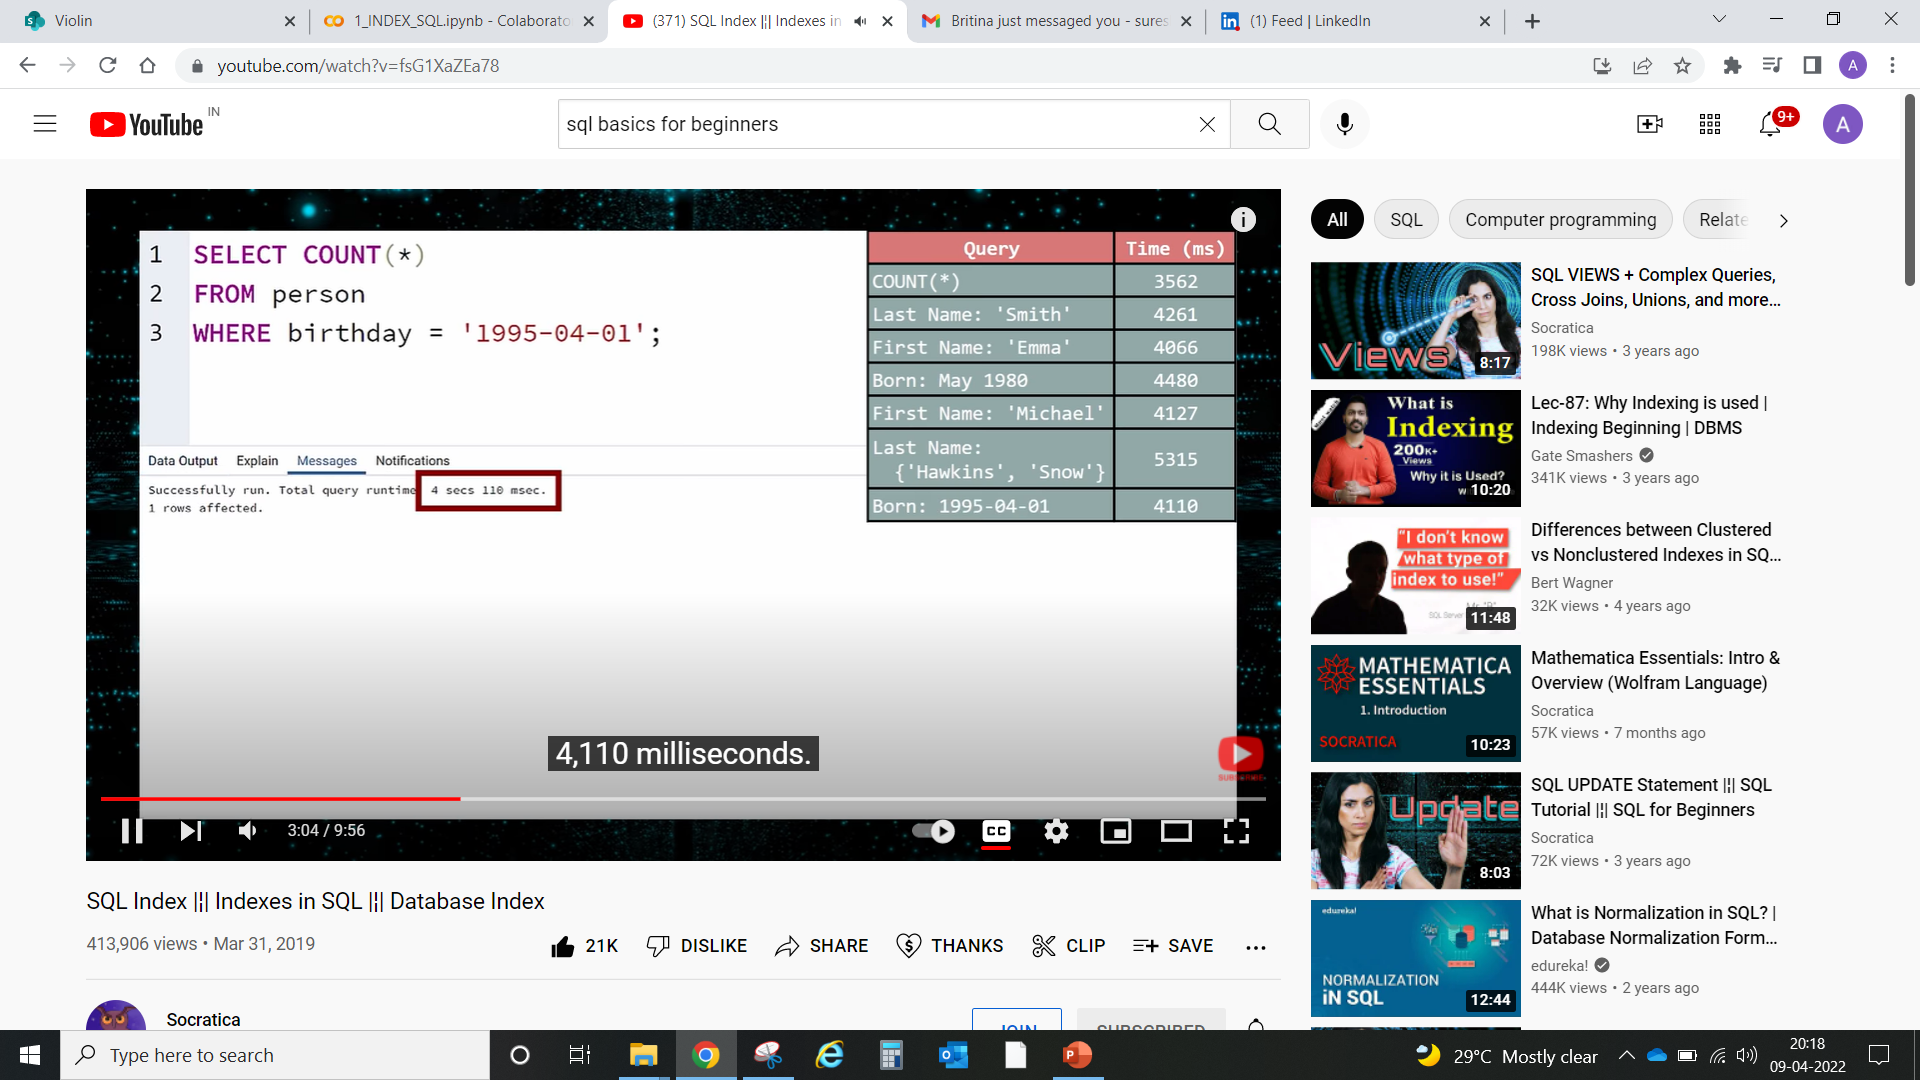 Violin
1_INDEX_SQL.ipynb - Colaborato
(371) SQL Index |¦| Indexes in
Britina just messaged you - sures
(1) Feed | LinkedIn
youtube.com/watch?v=fsG1XaZEa78
A
YouTube IN
sql basics for beginners
9+
A
1 SELECT COUNT(*)
2 FROM person
3 WHERE birthday = '1995-04-01';
Query Time (ms)
COUNT(*) 3562
Last Name: 'Smith' 4261
First Name: 'Emma' 4066
Born: May 1980 4480
First Name: 'Michael' 4127
Last Name:
{'Hawkins', 'Snow'} 5315
Born: 1995-04-01 4110
Data Output Explain Messages Notifications
Successfully run. Total query runtime 4 secs 110 msec.
1 rows affected.
4,110 milliseconds.
SUBSCRIBE
3:04 / 9:56
CC
SQL Index |¦| Indexes in SQL |¦| Database Index
413,906 views • Mar 31, 2019
21K DISLIKE SHARE THANKS CLIP SAVE
Socratica
JOIN SUBSCRIBED
All SQL Computer programming Relate
Views
8:17
SQL VIEWS + Complex Queries,
Cross Joins, Unions, and more...
Socratica
198K views • 3 years ago
What is
Indexing
200K+
Views
Why it is Used?
10:20
Lec-87: Why Indexing is used |
Indexing Beginning | DBMS
Gate Smashers
341K views • 3 years ago
"I don't know
what type of
index to use!"
11:48
Differences between Clustered
vs Nonclustered Indexes in SQ...
Bert Wagner
32K views • 4 years ago
MATHEMATICA
ESSENTIALS
1. Introduction
SOCRATICA
10:23
Mathematica Essentials: Intro &
Overview (Wolfram Language)
Socratica
57K views • 7 months ago
Update
8:03
SQL UPDATE Statement |¦| SQL
Tutorial |¦| SQL for Beginners
Socratica
72K views • 3 years ago
edureka!
NORMALIZATION
iN SQL
12:44
What is Normalization in SQL? |
Database Normalization Form...
edureka!
444K views • 2 years ago
Type here to search
29°C Mostly clear
20:18
09-04-2022